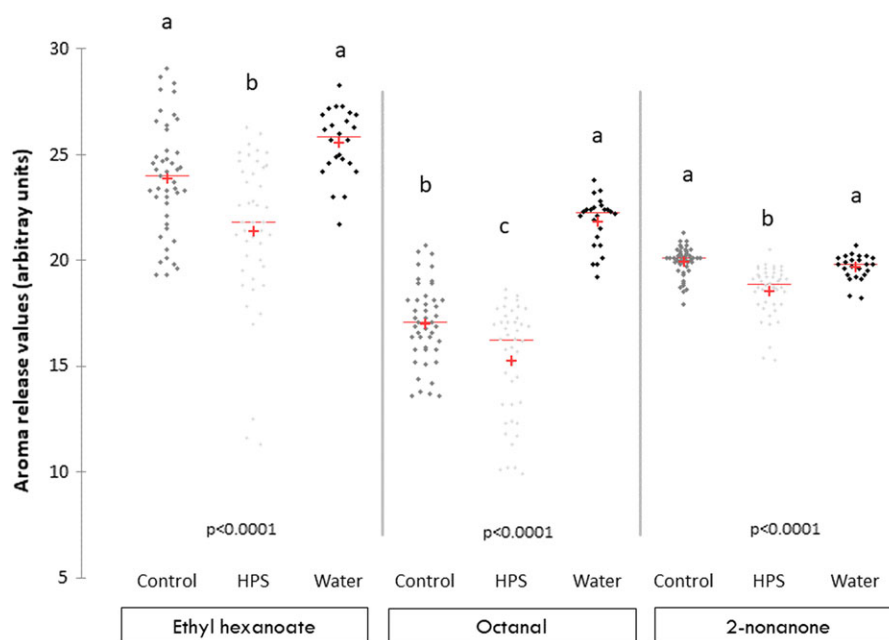 Aroma release values (arbitray units)
30
25
20
15
10
5
a
b
a
b
c
a
a
b
a
p<0.0001
p<0.0001
p<0.0001
Control HPS Water Control HPS Water Control HPS Water
Ethyl hexanoate Octanal 2-nonanone